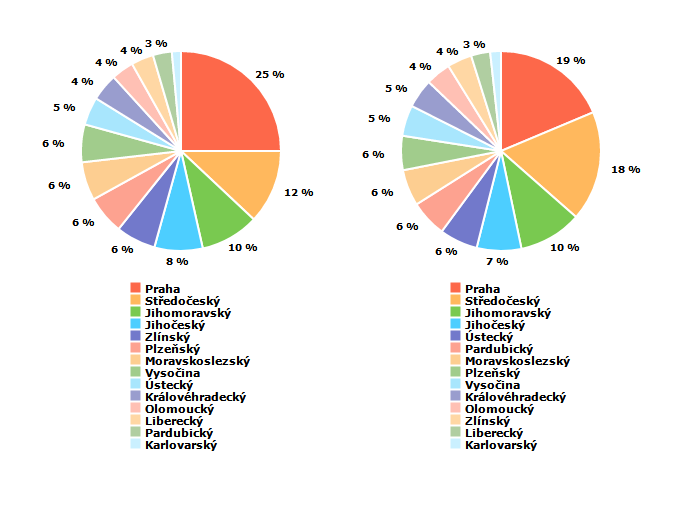 25 %
12 %
10 %
8 %
6 %
6 %
6 %
6 %
5 %
4 %
4 %
4 %
3 %
Praha
Středočeský
Jihomoravský
Jihočeský
Zlínský
Plzeňský
Moravskoslezský
Vysočina
Ústecký
Královéhradecký
Olomoucký
Liberecký
Pardubický
Karlovarský
19 %
18 %
10 %
7 %
6 %
6 %
6 %
6 %
5 %
5 %
4 %
4 %
3 %
Praha
Středočeský
Jihomoravský
Jihočeský
Ústecký
Pardubický
Moravskoslezský
Plzeňský
Vysočina
Královéhradecký
Olomoucký
Zlínský
Liberecký
Karlovarský